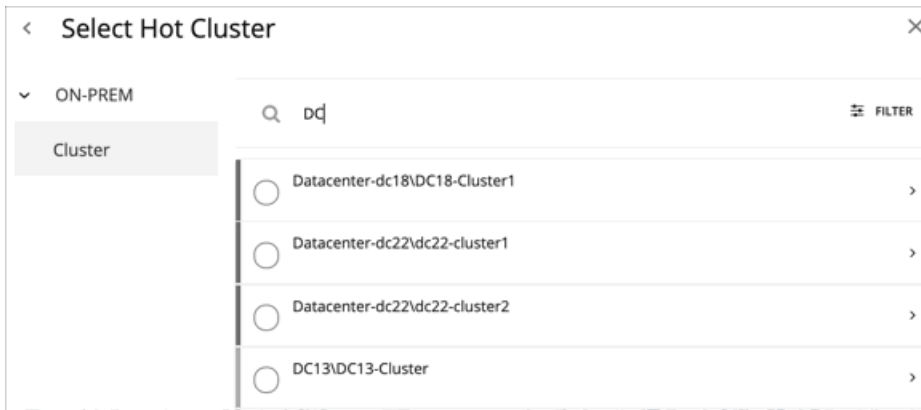 Select Hot Cluster
ON-PREM
Cluster
DC
FILTER
Datacenter-dc18\DC18-Cluster1
Datacenter-dc22\dc22-cluster1
Datacenter-dc22\dc22-cluster2
DC13\DC13-Cluster